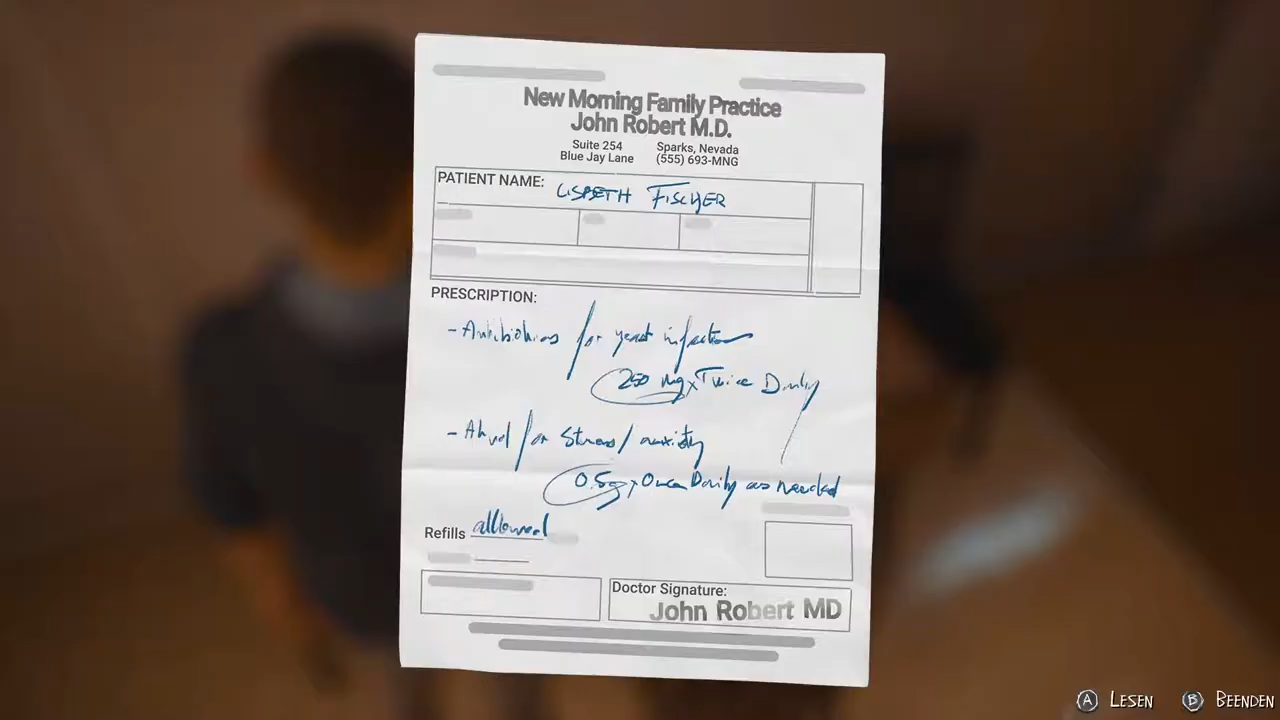 New Morning Family Practice
John Robert M.D.
Suite 254 Sparks, Nevada
Blue Jay Lane (555) 693-MNG
PATIENT NAME: LISBETH FISCHER
PRESCRIPTION:
- Antibiotics for yeast infection
250 mg x Twice Daily
- for Stress/anxiety
0.5g x Once Daily as needed
Refills allowed
Doctor Signature:
John Robert MD
A LESEN B BEENDEN